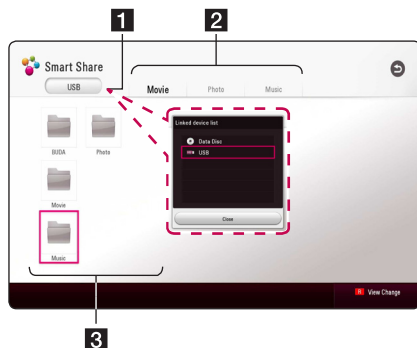 1
2
Smart Share
USB
Movie
Photo
Music
Linked device list
Data Disc
USB
BUDA
Photo
Movie
Close
Music
R View Change
3